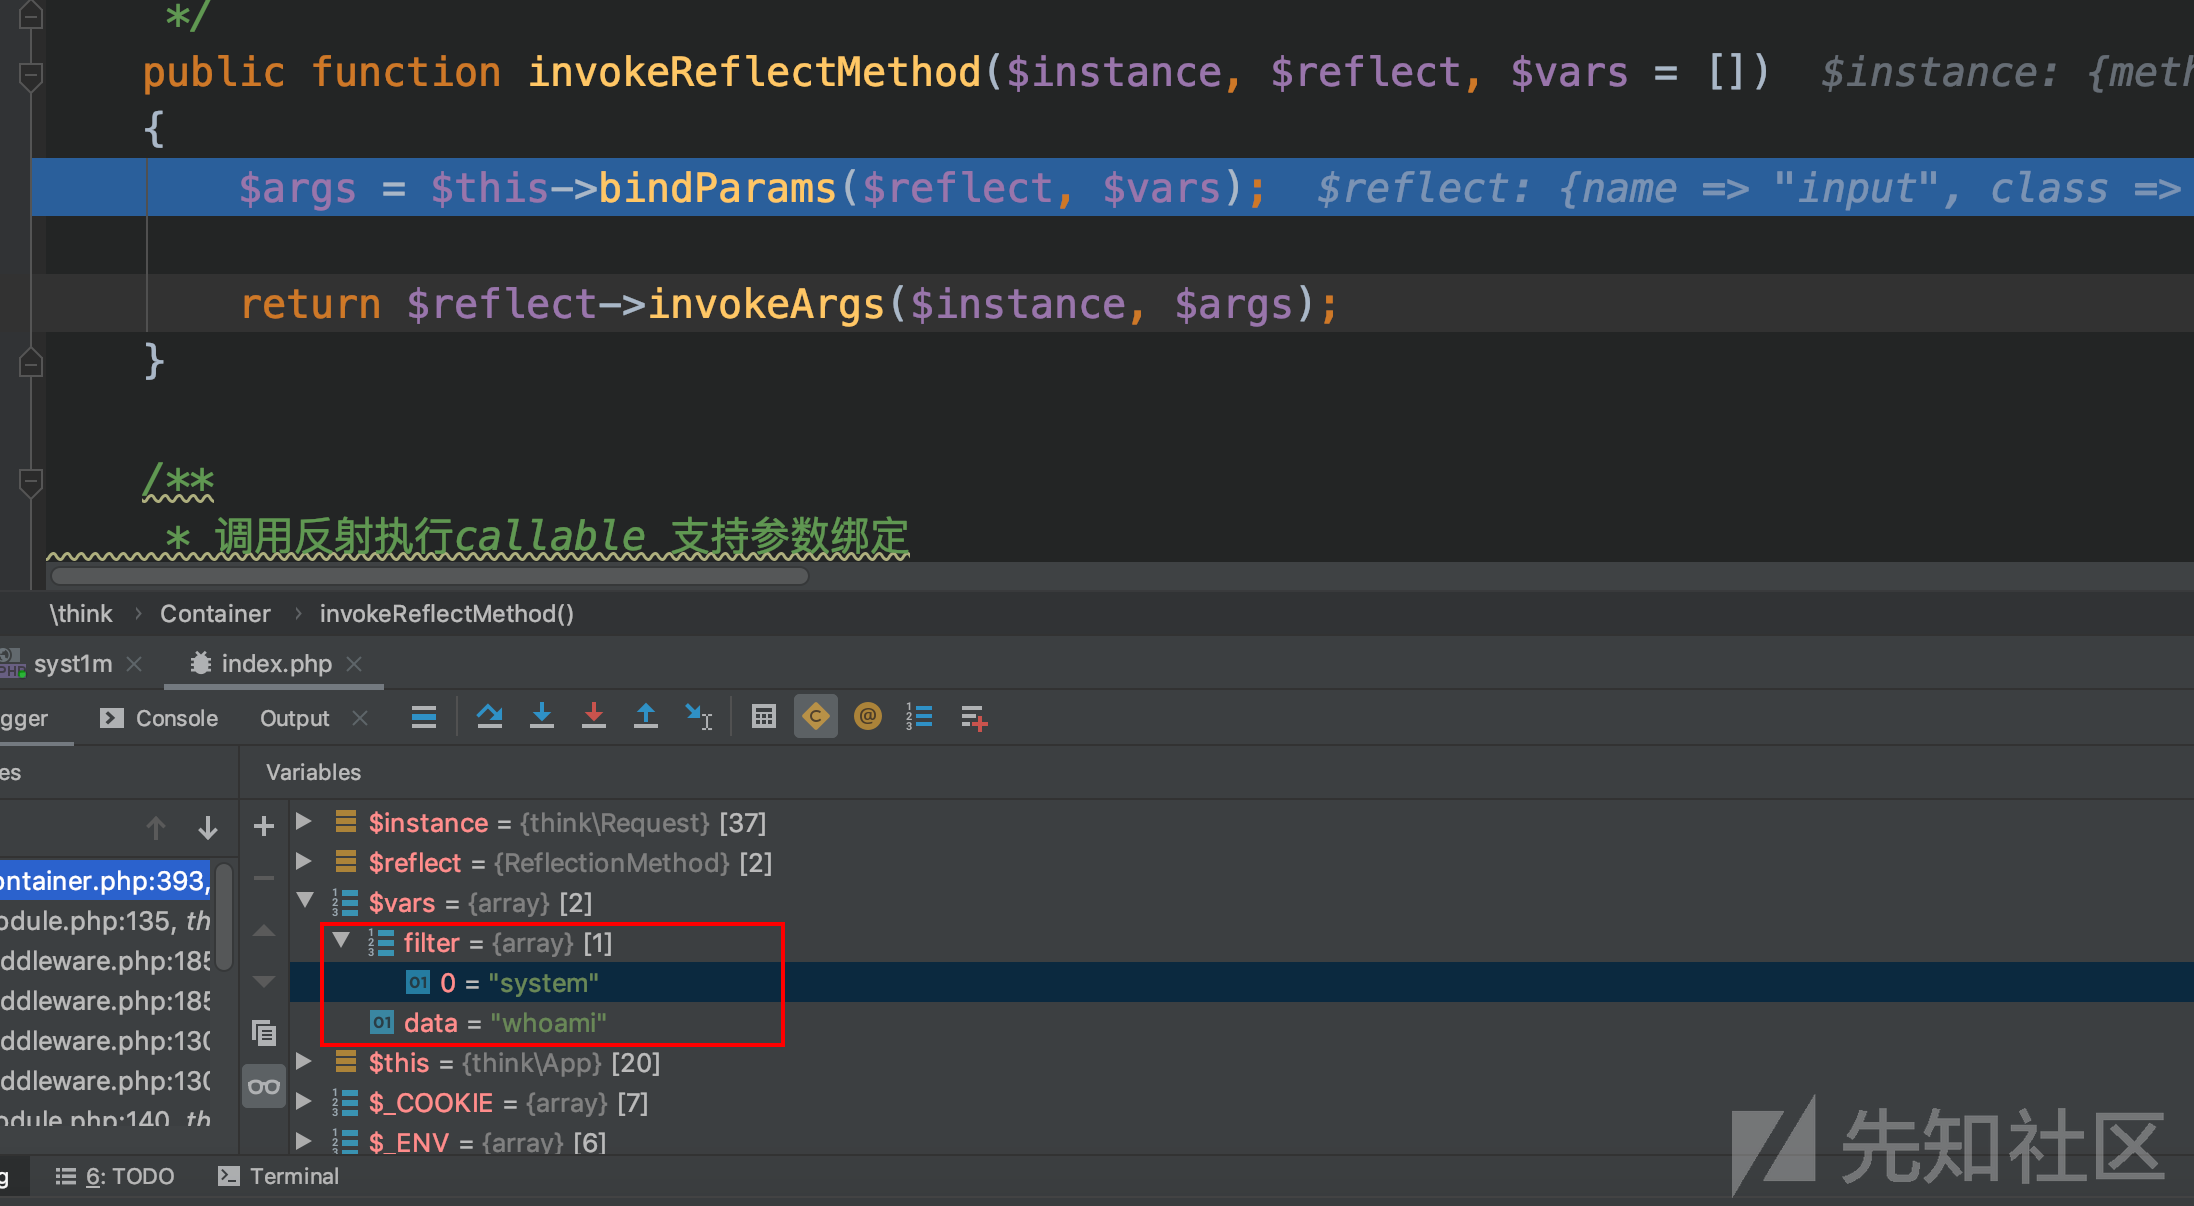 */
public function invokeReflectMethod($instance, $reflect, $vars = []) $instance: {meth
{
$args = $this->bindParams($reflect, $vars); $reflect: {name => "input", class =>
return $reflect->invokeArgs($instance, $args);
}
/**
* 调用反射执行callable 支持参数绑定
\think › Container › invokeReflectMethod()
syst1m index.php
gger Console Output
es Variables
$instance = {think\Request} [37]
$reflect = {ReflectionMethod} [2]
ontainer.php:393, $vars = {array} [2]
odule.php:135, th filter = {array} [1]
ddleware.php:185 0 = "system"
ddleware.php:185 data = "whoami"
ddleware.php:130 $this = {think\App} [20]
ddleware.php:130 $_COOKIE = {array} [7]
odule.php:140, th $_ENV = {array} [6]
g 6: TODO Terminal
先知社区